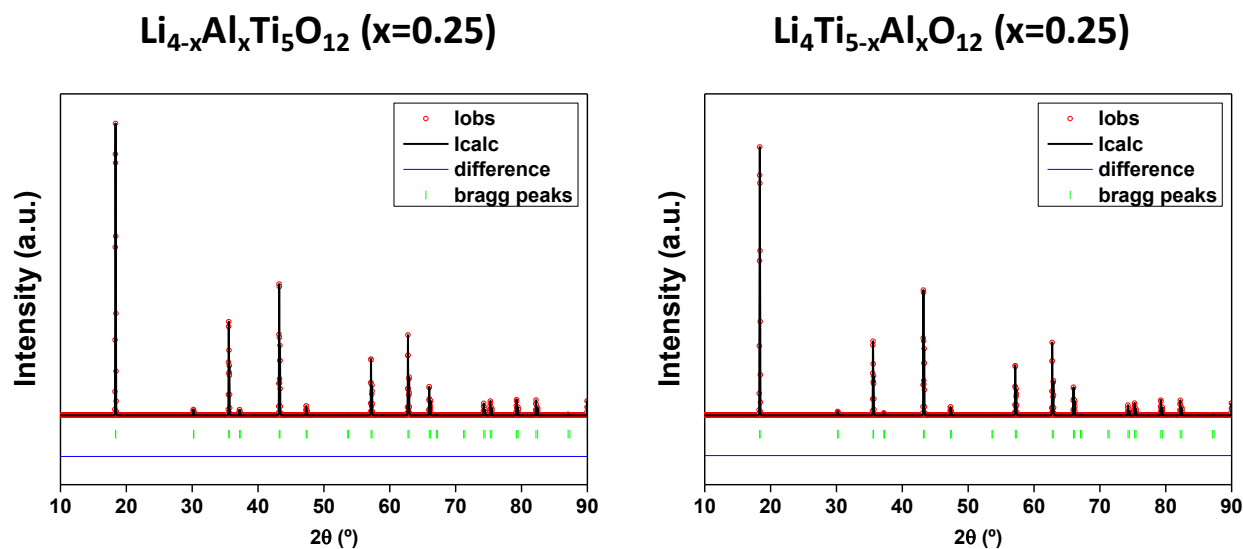 Li4-xAlxTi5O12 (x=0.25)
Intensity (a.u.)
Iobs
Icalc
difference
bragg peaks
10 20 30 40 50 60 70 80 90
2θ (º)
Li4Ti5-xAlxO12 (x=0.25)
Intensity (a.u.)
Iobs
Icalc
difference
bragg peaks
10 20 30 40 50 60 70 80 90
2θ (º)